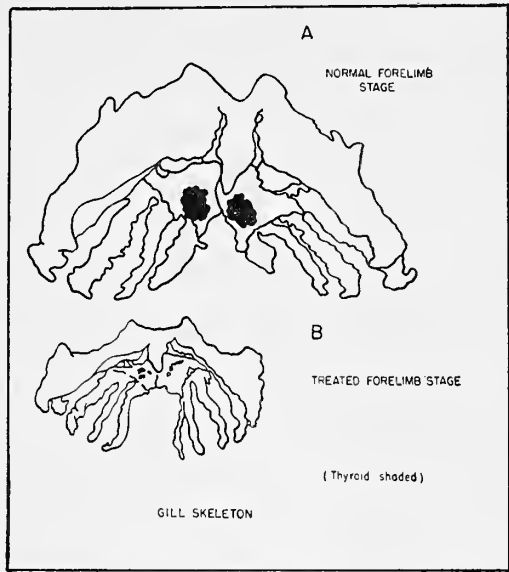 A
NORMAL FORELIMB
STAGE
B
TREATED FORELIMB STAGE
(Thyroid shaded)
GILL SKELETON